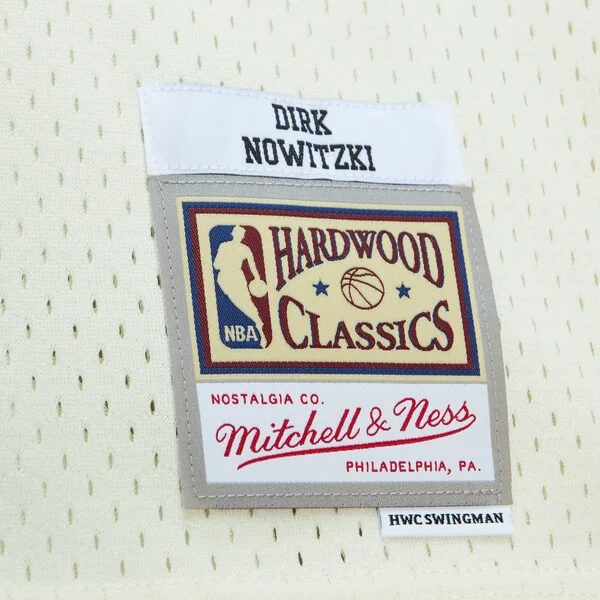 DIRK
NOWITZKI
HARDWOOD
NBA
CLASSICS
NOSTALGIA CO.
Mitchell & Ness
PHILADELPHIA, PA.
HWC SWINGMAN